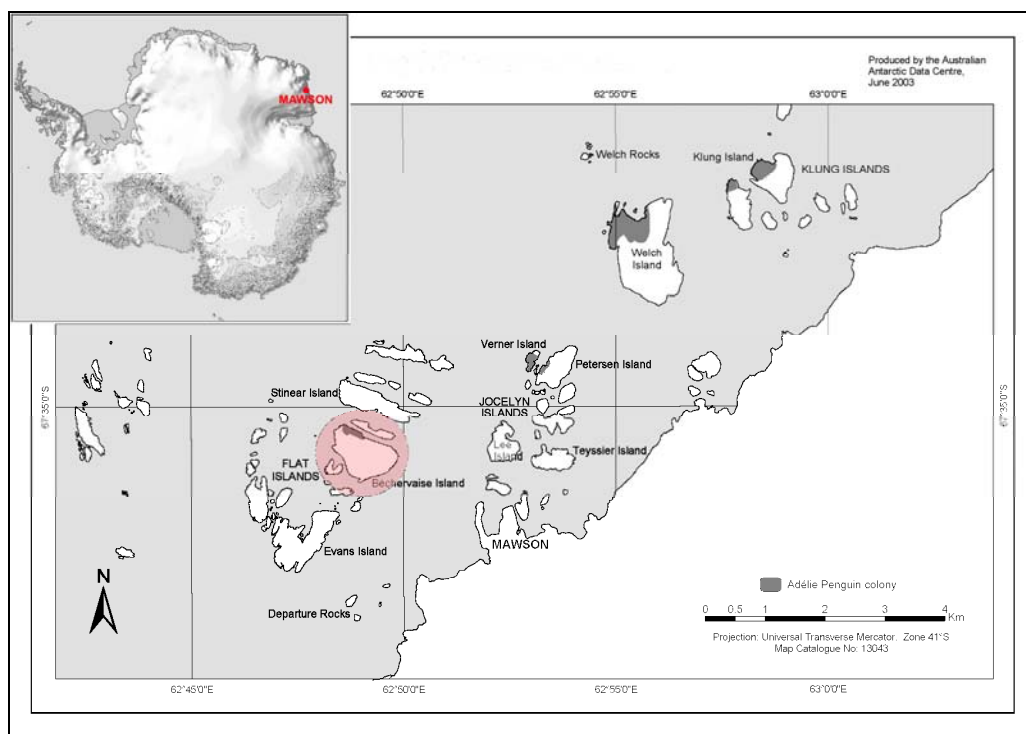 MAWSON
Produced by the Australian
Antarctic Data Centre,
June 2003
62°50'0"E
62°55'0"E
63°0'0"E
Welch Rocks
Klung Island
KLUNG ISLANDS
Welch
Island
Verner Island
Petersen Island
Stinear Island
JOCELYN
ISLANDS
67°35'0"S
67°35'0"S
Lee
Island
Teyssier Island
FLAT
ISLANDS
Bechervaise Island
MAWSON
Evans Island
N
Departure Rocks
Adélie Penguin colony
0 0.5 1 2 3 4
Km
Projection: Universal Transverse Mercator. Zone 41°S
Map Catalogue No: 13043
62°45'0"E
62°50'0"E
62°55'0"E
63°0'0"E